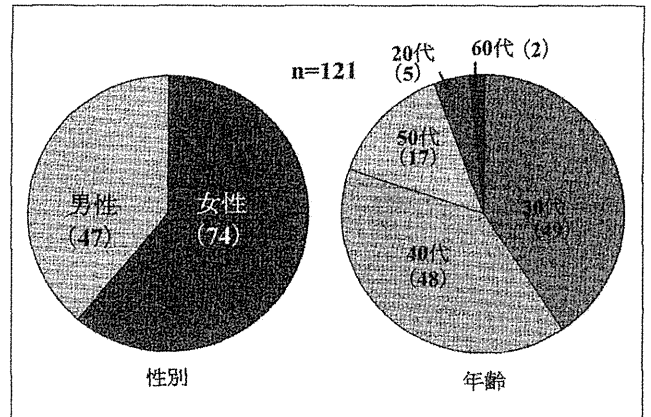 n=121
男性
(47)
女性
(74)
性別
20代
(5)
60代 (2)
50代
(17)
30代
(49)
40代
(48)
年齢